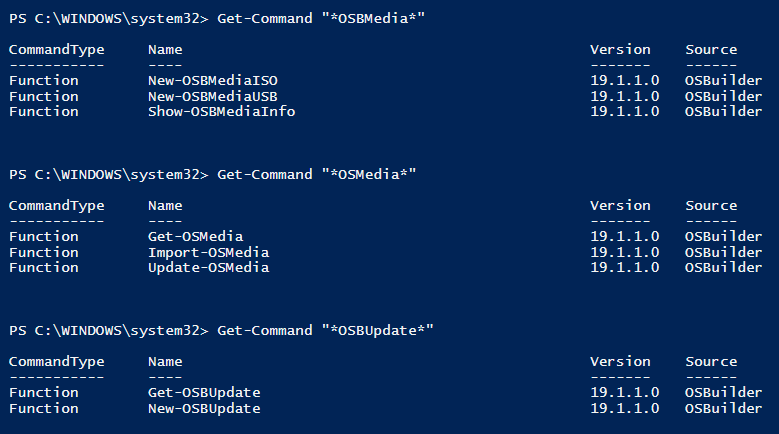 PS C:\WINDOWS\system32> Get-Command "*OSBMedia*"
CommandType     Name                                               Version    Source
-----------     ----                                               -------    ------
Function        New-OSBMediaISO                                    19.1.1.0   OSBuilder
Function        New-OSBMediaUSB                                    19.1.1.0   OSBuilder
Function        Show-OSBMediaInfo                                  19.1.1.0   OSBuilder
PS C:\WINDOWS\system32> Get-Command "*OSMedia*"
CommandType     Name                                               Version    Source
-----------     ----                                               -------    ------
Function        Get-OSMedia                                        19.1.1.0   OSBuilder
Function        Import-OSMedia                                     19.1.1.0   OSBuilder
Function        Update-OSMedia                                     19.1.1.0   OSBuilder
PS C:\WINDOWS\system32> Get-Command "*OSBUpdate*"
CommandType     Name                                               Version    Source
-----------     ----                                               -------    ------
Function        Get-OSBUpdate                                      19.1.1.0   OSBuilder
Function        New-OSBUpdate                                      19.1.1.0   OSBuilder